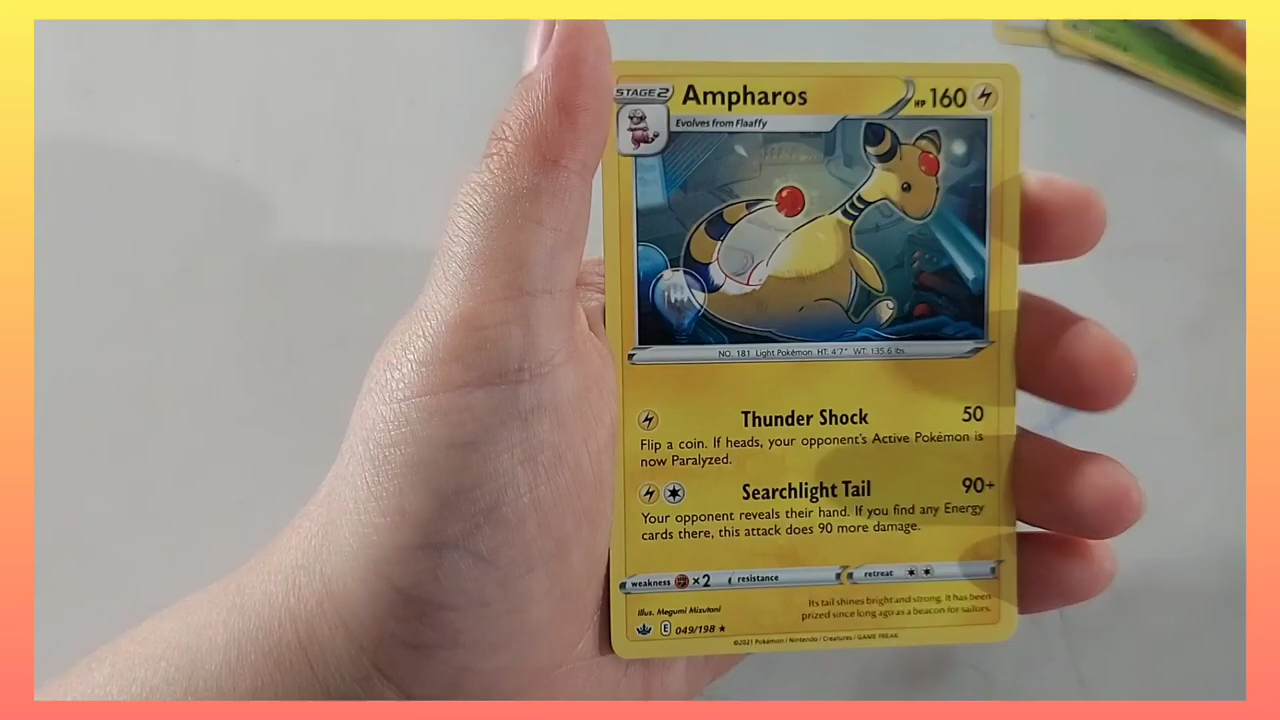 STAGE 2 Ampharos HP 160
Evolves from Flaaffy
NO. 181 Light Pokémon HT: 4'7" WT: 135.6 lbs.
Thunder Shock 50
Flip a coin. If heads, your opponent's Active Pokémon is
now Paralyzed.
Searchlight Tail 90+
Your opponent reveals their hand. If you find any Energy
cards there, this attack does 90 more damage.
weakness ×2 resistance retreat
Illus. Megumi Mizutani
Its tail shines bright and strong. It has been
prized since long ago as a beacon for sailors.
E 049/198 ★
©2021 Pokémon / Nintendo / Creatures / GAME FREAK